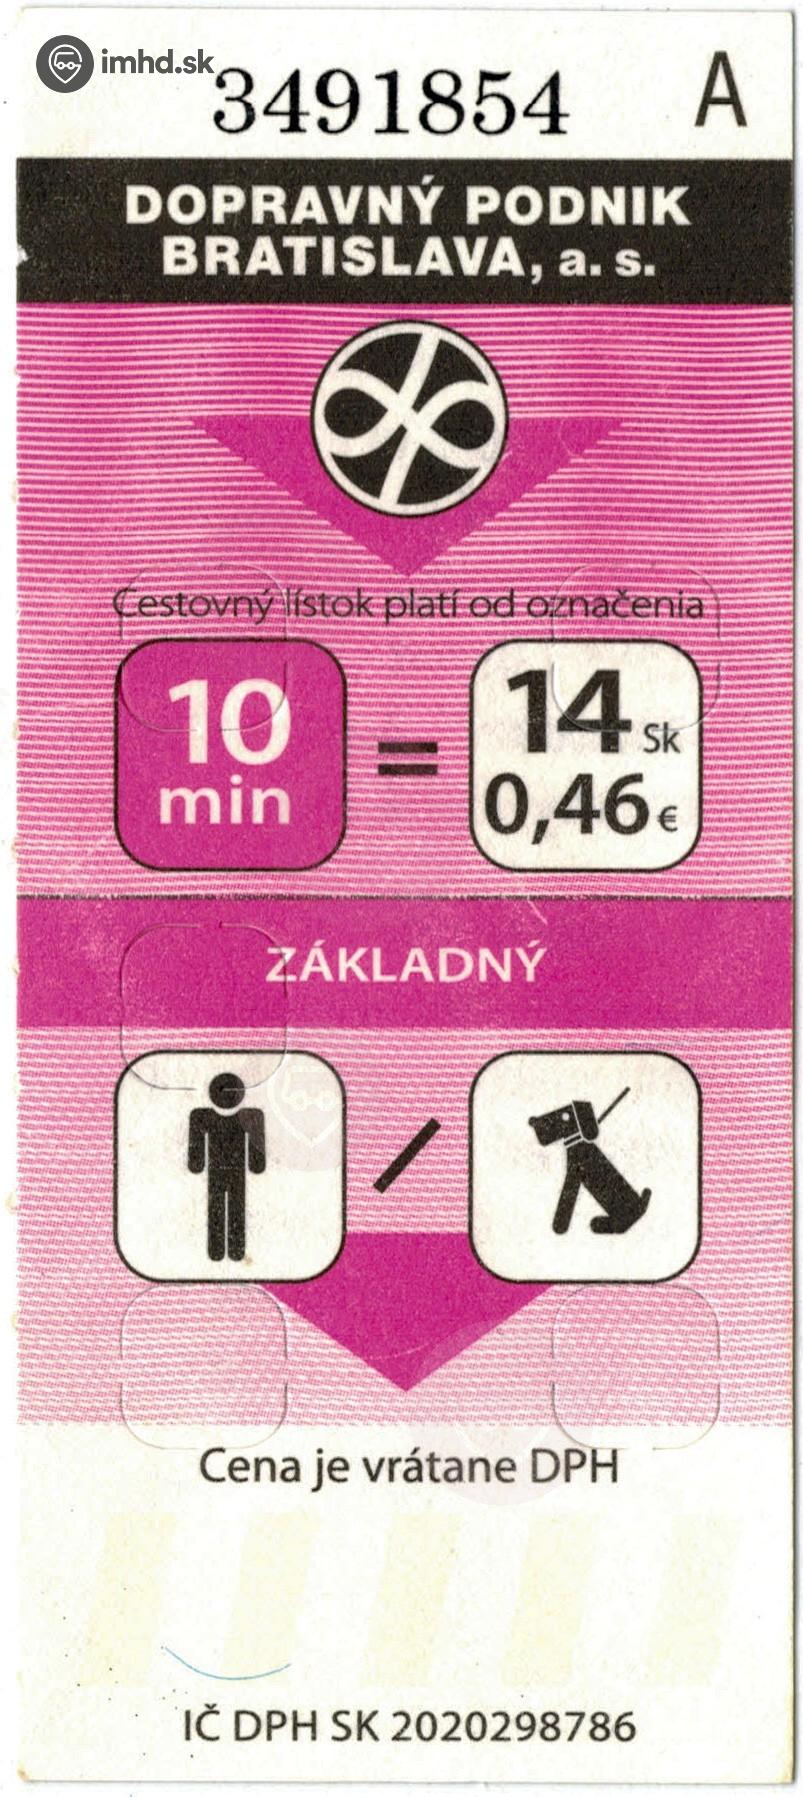 imhd.sk
3491854 A
DOPRAVNÝ PODNIK
BRATISLAVA, a. s.
Cestovný lístok platí od označenia
10
min
=
14 Sk
0,46 €
ZÁKLADNÝ
/
Cena je vrátane DPH
IČ DPH SK 2020298786